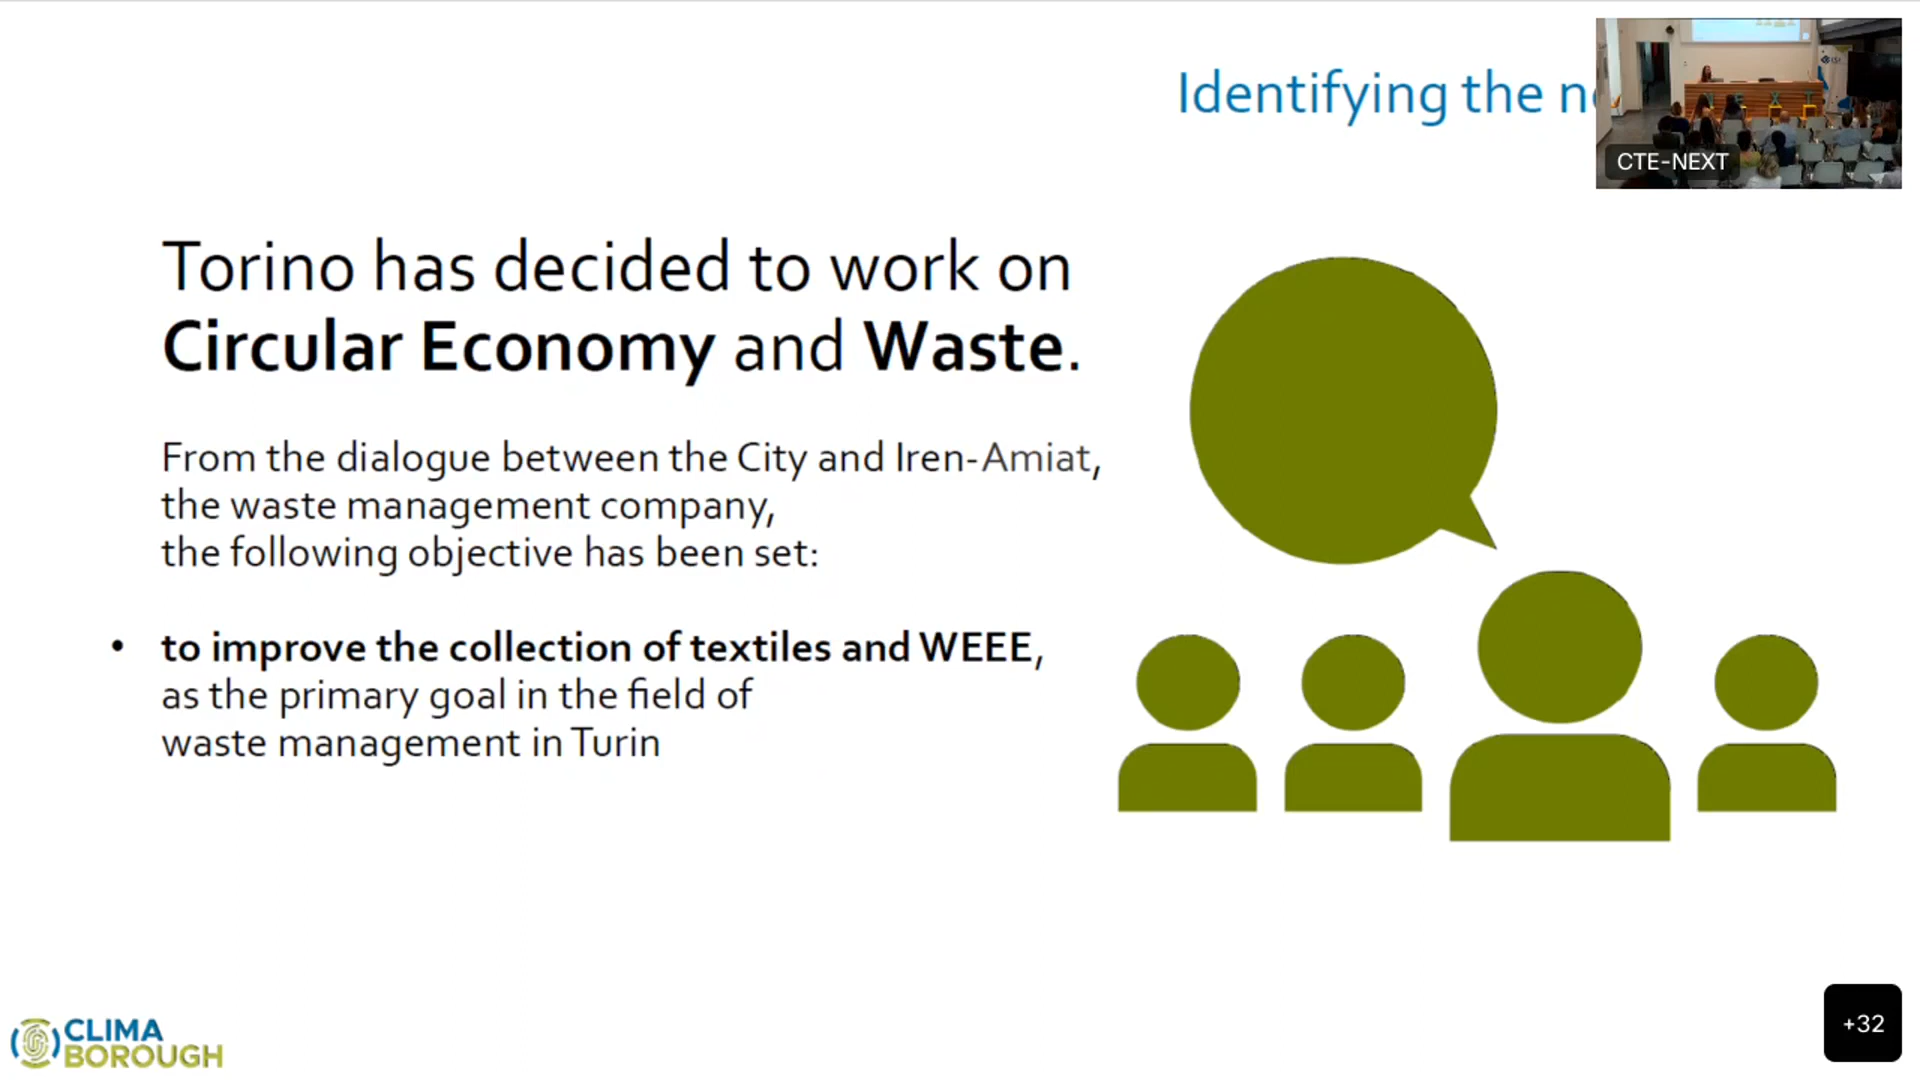 Identifying the
CTE-NEXT
Torino has decided to work on
Circular Economy and Waste.
From the dialogue between the City and Iren-Amiat,
the waste management company,
the following objective has been set:
• to improve the collection of textiles and WEEE,
as the primary goal in the field of
waste management in Turin
CLIMA
BOROUGH
+32